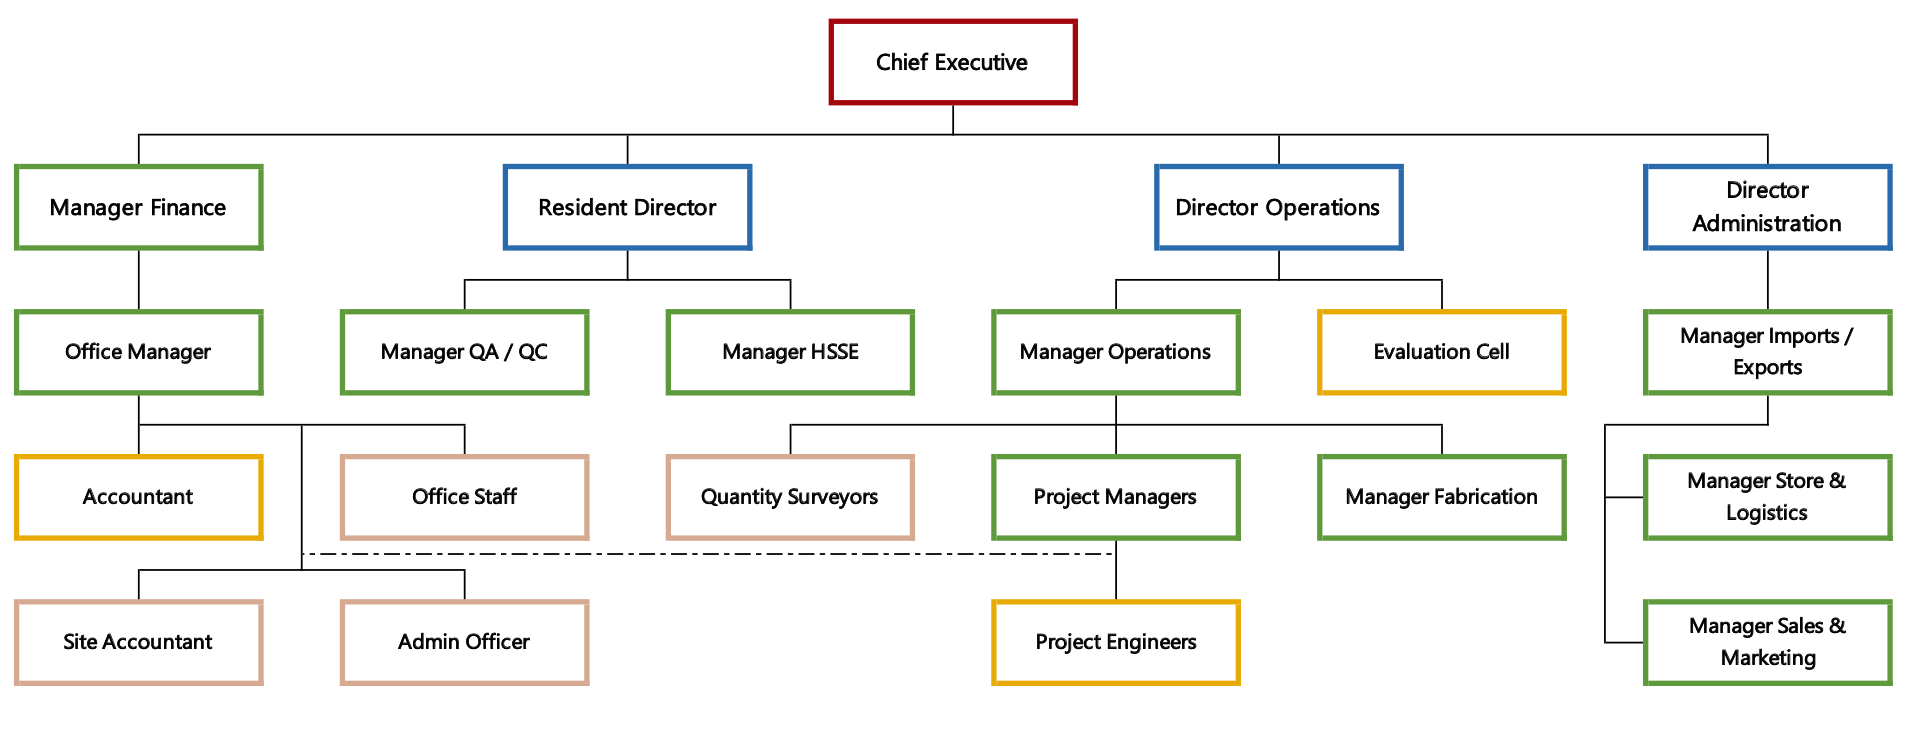 Chief Executive
Manager Finance
Resident Director
Director Operations
Director
Administration
Office Manager
Manager QA / QC
Manager HSSE
Manager Operations
Evaluation Cell
Manager Imports /
Exports
Accountant
Office Staff
Quantity Surveyors
Project Managers
Manager Fabrication
Manager Store &
Logistics
Site Accountant
Admin Officer
Project Engineers
Manager Sales &
Marketing